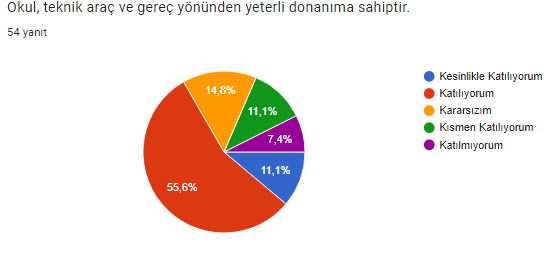 Okul, teknik araç ve gereç yönünden yeterli donanıma sahiptir.
54 yanıt
Kesinlikle Katılıyorum
Katılıyorum
Kararsızım
Kısmen Katılıyorum
Katılmıyorum
14,8%
11,1%
7,4%
11,1%
55,6%